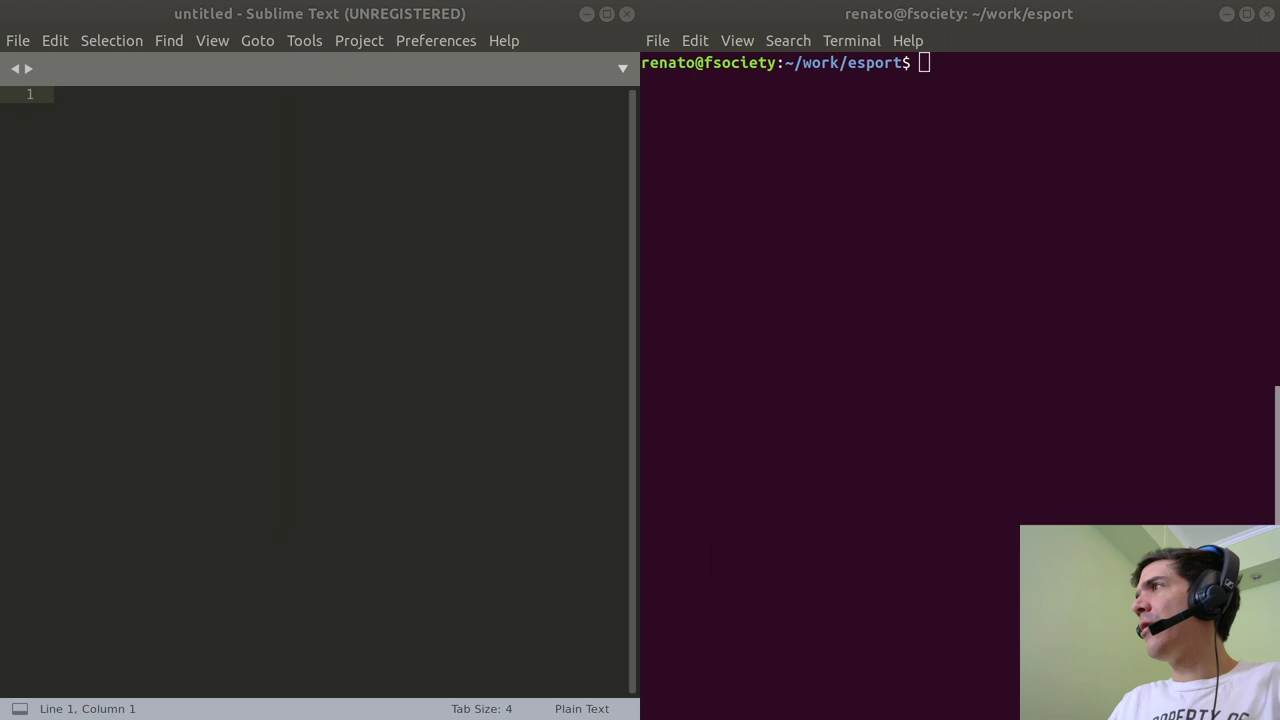 untitled - Sublime Text (UNREGISTERED)
File Edit Selection Find View Goto Tools Project Preferences Help
1
Line 1, Column 1
Tab Size: 4
Plain Text
renato@fsociety: ~/work/esport
File Edit View Search Terminal Help
renato@fsociety:~/work/esport$
PROPERTY OF